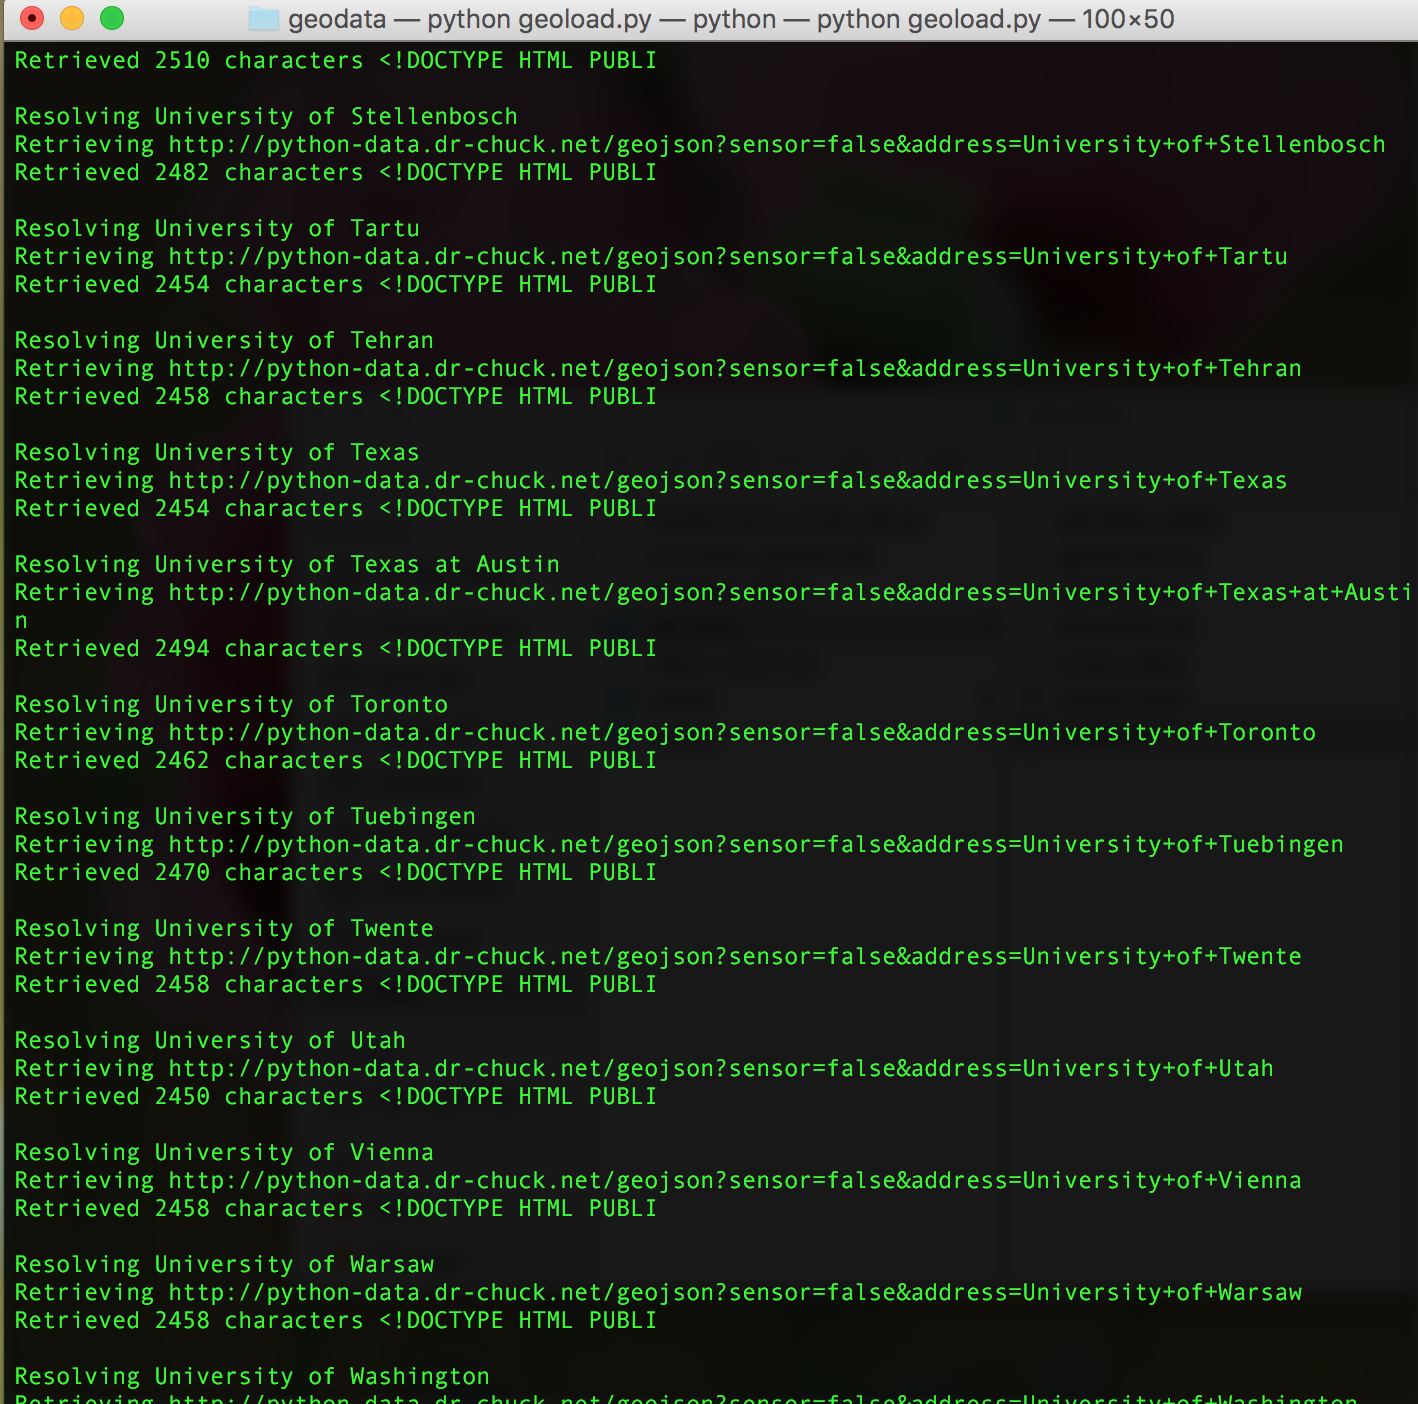 geodata — python geoload.py — python — python geoload.py — 100×50
Retrieved 2510 characters <!DOCTYPE HTML PUBLI
Resolving University of Stellenbosch
Retrieving http://python-data.dr-chuck.net/geojson?sensor=false&address=University+of+Stellenbosch
Retrieved 2482 characters <!DOCTYPE HTML PUBLI
Resolving University of Tartu
Retrieving http://python-data.dr-chuck.net/geojson?sensor=false&address=University+of+Tartu
Retrieved 2454 characters <!DOCTYPE HTML PUBLI
Resolving University of Tehran
Retrieving http://python-data.dr-chuck.net/geojson?sensor=false&address=University+of+Tehran
Retrieved 2458 characters <!DOCTYPE HTML PUBLI
Resolving University of Texas
Retrieving http://python-data.dr-chuck.net/geojson?sensor=false&address=University+of+Texas
Retrieved 2454 characters <!DOCTYPE HTML PUBLI
Resolving University of Texas at Austin
Retrieving http://python-data.dr-chuck.net/geojson?sensor=false&address=University+of+Texas+at+Austi
n
Retrieved 2494 characters <!DOCTYPE HTML PUBLI
Resolving University of Toronto
Retrieving http://python-data.dr-chuck.net/geojson?sensor=false&address=University+of+Toronto
Retrieved 2462 characters <!DOCTYPE HTML PUBLI
Resolving University of Tuebingen
Retrieving http://python-data.dr-chuck.net/geojson?sensor=false&address=University+of+Tuebingen
Retrieved 2470 characters <!DOCTYPE HTML PUBLI
Resolving University of Twente
Retrieving http://python-data.dr-chuck.net/geojson?sensor=false&address=University+of+Twente
Retrieved 2458 characters <!DOCTYPE HTML PUBLI
Resolving University of Utah
Retrieving http://python-data.dr-chuck.net/geojson?sensor=false&address=University+of+Utah
Retrieved 2450 characters <!DOCTYPE HTML PUBLI
Resolving University of Vienna
Retrieving http://python-data.dr-chuck.net/geojson?sensor=false&address=University+of+Vienna
Retrieved 2458 characters <!DOCTYPE HTML PUBLI
Resolving University of Warsaw
Retrieving http://python-data.dr-chuck.net/geojson?sensor=false&address=University+of+Warsaw
Retrieved 2458 characters <!DOCTYPE HTML PUBLI
Resolving University of Washington
Retrieving http://python-data.dr-chuck.net/geojson?sensor=false&address=University+of+Washington